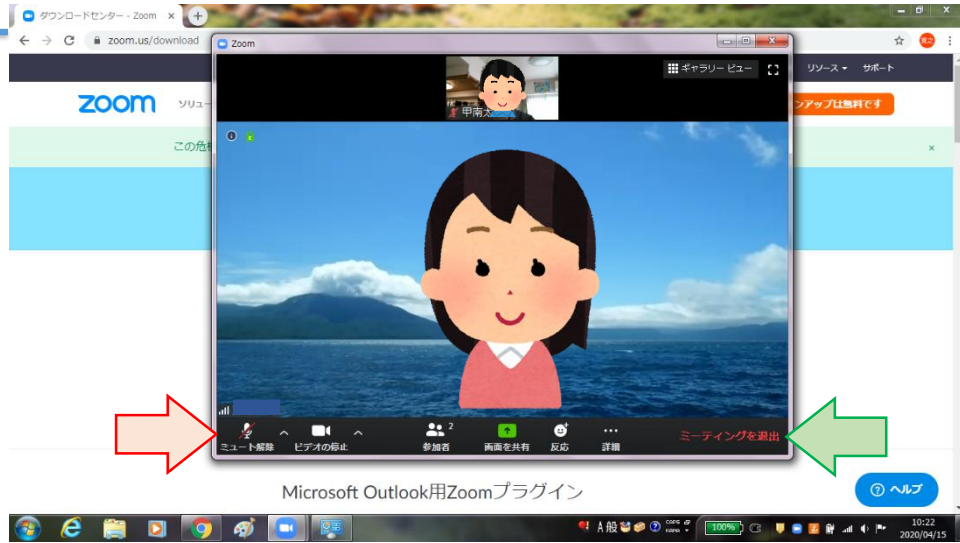 ダウンロードセンター - Zoom
zoom.us/download
Zoom
ギャラリー ビュー
リソース
サポート
zoom
ソリュー
ンアップは無料です
甲南太
この危機
ミュート解除
ビデオの停止
2
参加者
画面を共有
反応
詳細
ミーティングを退出
Microsoft Outlook用Zoomプラグイン
ヘルプ
A 般
CAPS
KANA
100%
10:22
2020/04/15